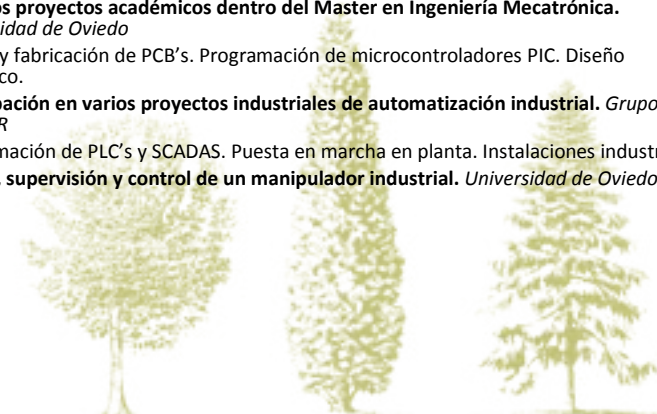 os proyectos académicos dentro del Master en Ingeniería Mecatrónica.
idad de Oviedo
y fabricación de PCB's. Programación de microcontroladores PIC. Diseño
co.
pación en varios proyectos industriales de automatización industrial. Grupo
R
mación de PLC's y SCADAS. Puesta en marcha en planta. Instalaciones industr
, supervisión y control de un manipulador industrial. Universidad de Oviedo